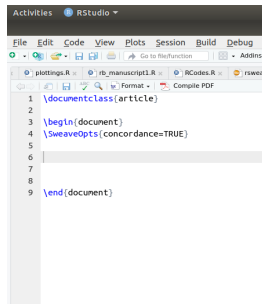 Activities RStudio
File Edit Code View Plots Session Build Debug
Go to file/function Addins
plottings.R × rb_manuscript1.R × RCodes.R × rswea
Format Compile PDF
1 \documentclass{article}
2
3 \begin{document}
4 \SweaveOpts{concordance=TRUE}
5
6
7
8
9 \end{document}